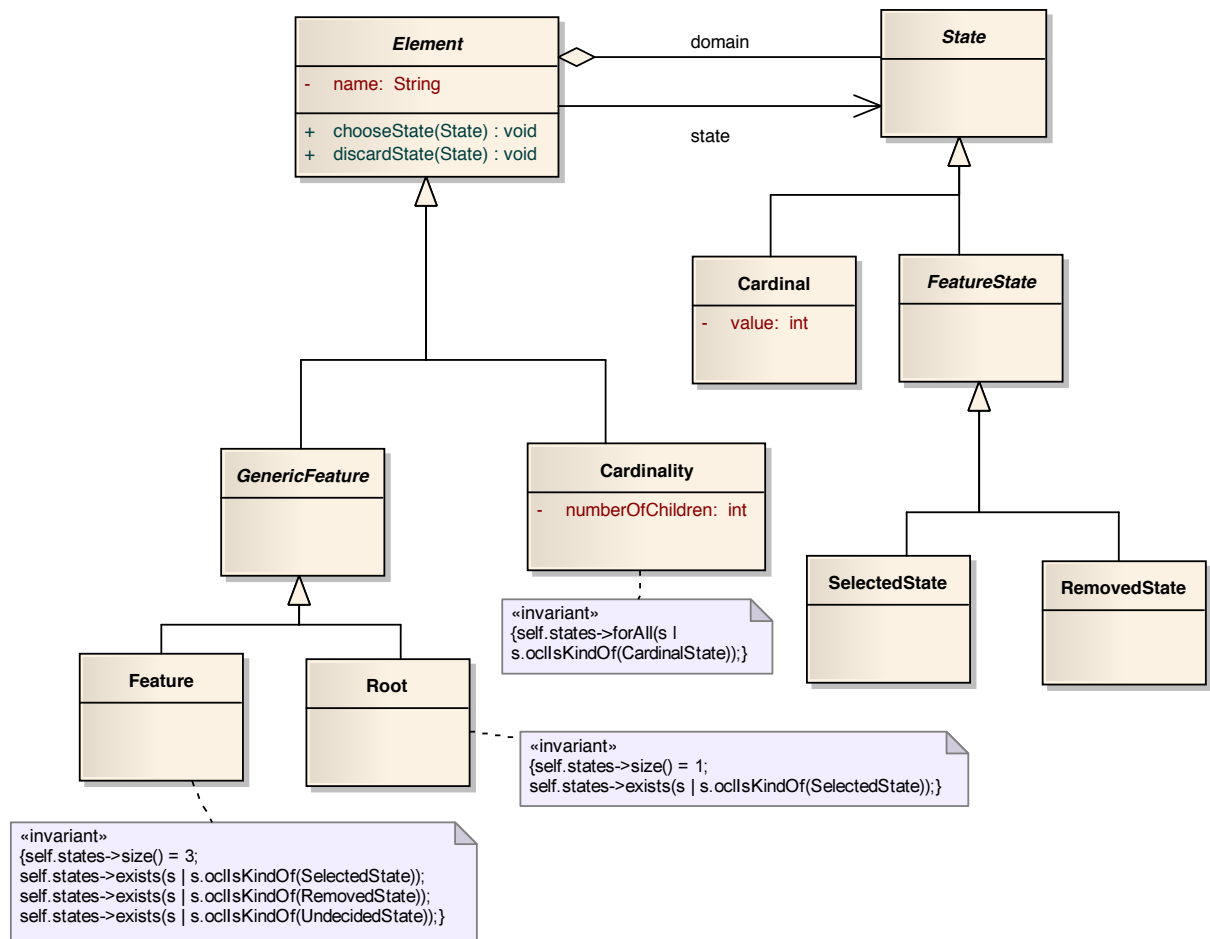 Element
- name: String
+ chooseState(State) : void
+ discardState(State) : void
domain
state
State
Cardinal
- value: int
FeatureState
GenericFeature
Cardinality
- numberOfChildren: int
«invariant»
{self.states->forAll(s |
s.oclIsKindOf(CardinalState));}
SelectedState
RemovedState
Feature
Root
«invariant»
{self.states->size() = 1;
self.states->exists(s | s.oclIsKindOf(SelectedState));}
«invariant»
{self.states->size() = 3;
self.states->exists(s | s.oclIsKindOf(SelectedState));
self.states->exists(s | s.oclIsKindOf(RemovedState));
self.states->exists(s | s.oclIsKindOf(UndecidedState));}